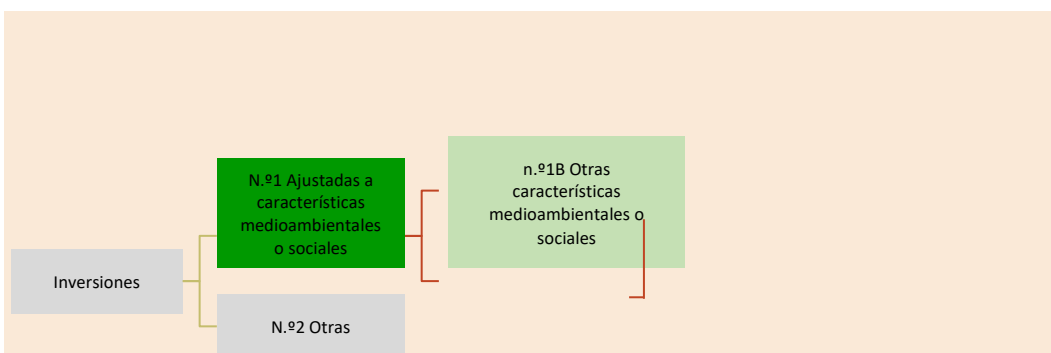 n.º1B Otras
características
medioambientales o
sociales
N.º1 Ajustadas a
características
medioambientales
o sociales
Inversiones
N.º2 Otras